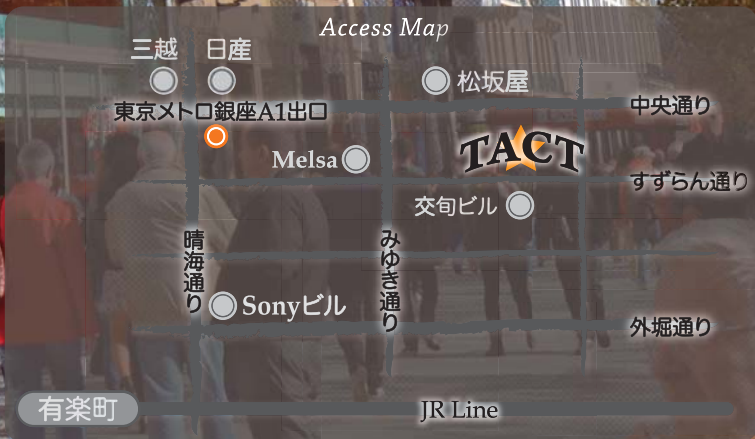 Access Map
三越
日産
松坂屋
中央通り
東京メトロ銀座A1出口
TACT
Melsa
すずらん通り
交旬ビル
晴海通り
みゆき通り
Sonyビル
外堀通り
有楽町
JR Line